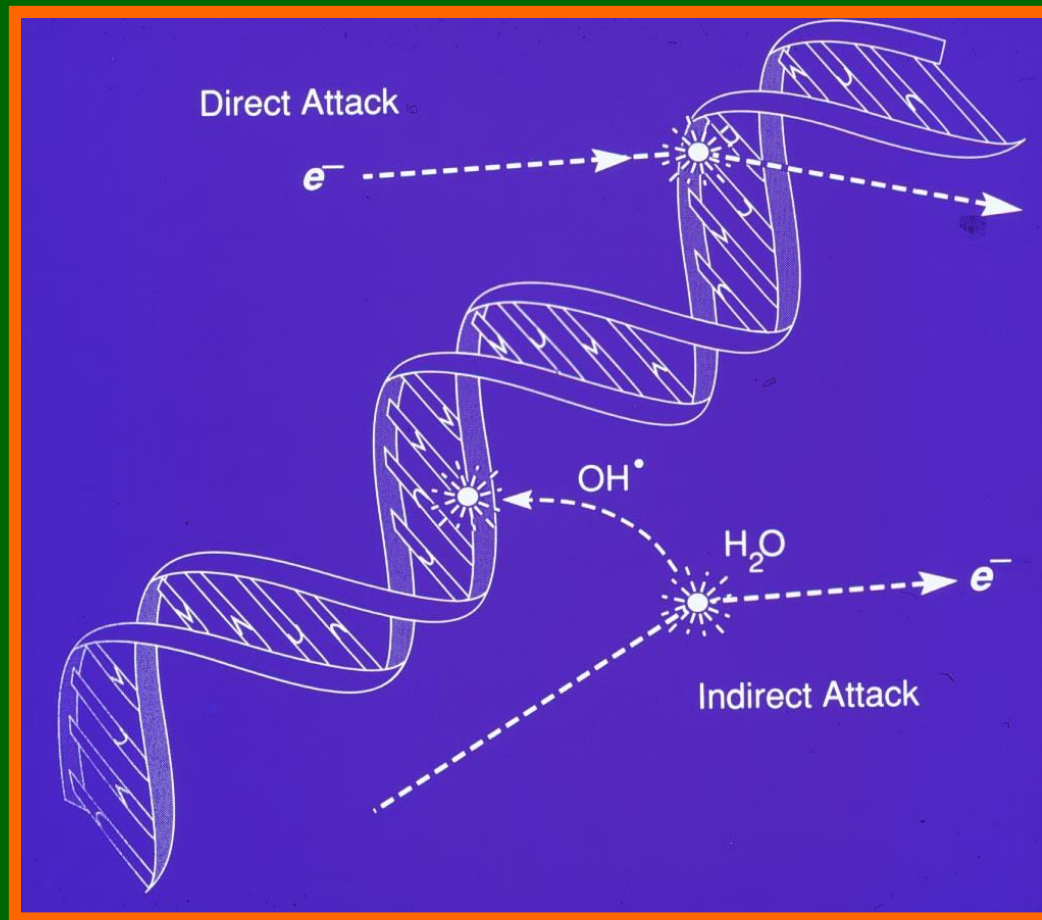 Direct Attack
e⁻
OH•
H₂O
e⁻
Indirect Attack